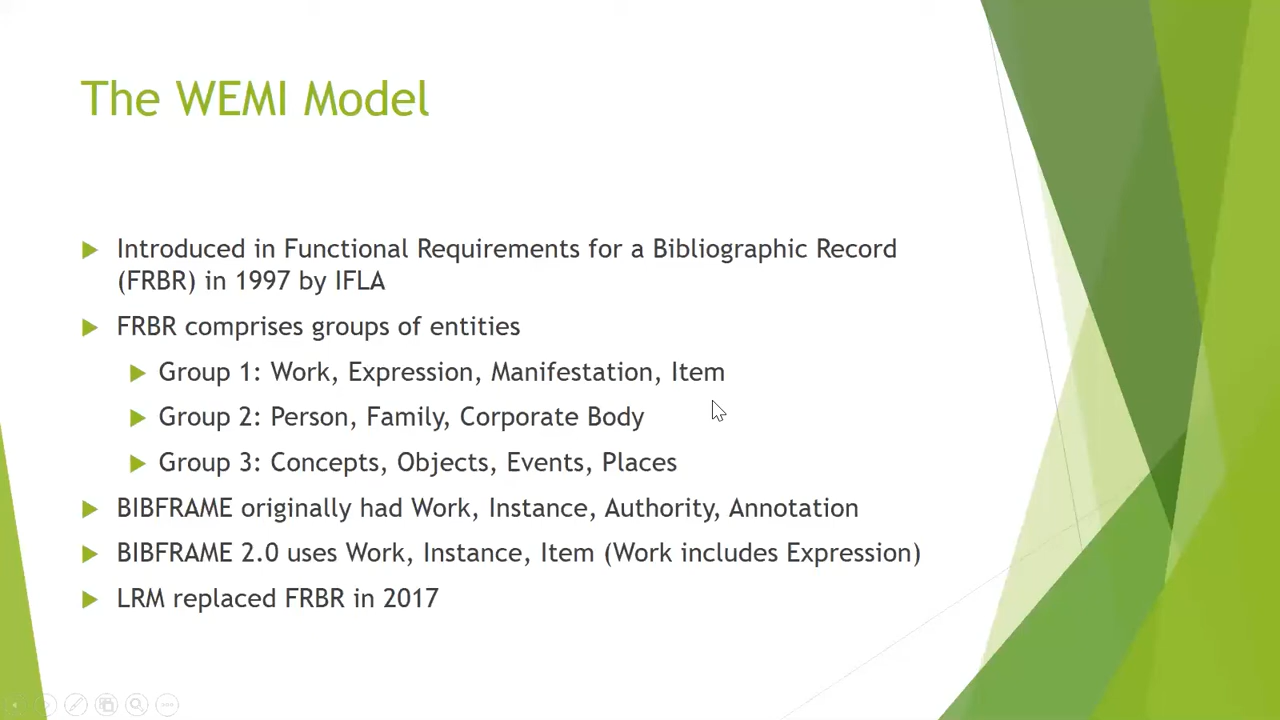 The WEMI Model
Introduced in Functional Requirements for a Bibliographic Record
(FRBR) in 1997 by IFLA
FRBR comprises groups of entities
Group 1: Work, Expression, Manifestation, Item
Group 2: Person, Family, Corporate Body
Group 3: Concepts, Objects, Events, Places
BIBFRAME originally had Work, Instance, Authority, Annotation
BIBFRAME 2.0 uses Work, Instance, Item (Work includes Expression)
LRM replaced FRBR in 2017